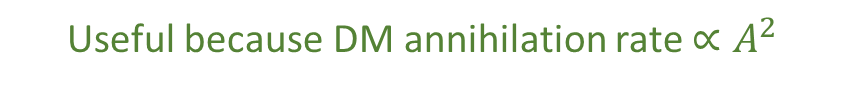 Useful because DM annihilation rate ∝ A²